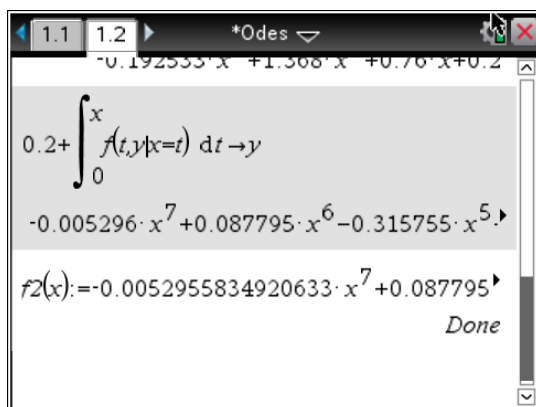 1.1 1.2 *Odes
-0.192533·x +1.368·x +0.76·x+0.2
0.2+∫₀ˣ f(t,y|x=t) dt→y
-0.005296·x⁷+0.087795·x⁶−0.315755·x⁵·▸
f2(x):=-0.0052955834920633·x⁷+0.087795▸
Done